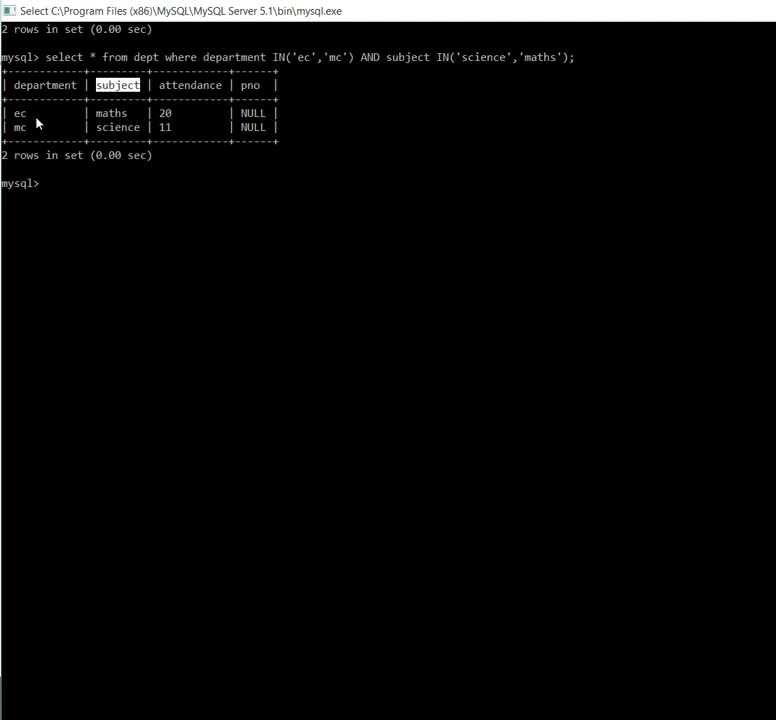 Select C:\Program Files (x86)\MySQL\MySQL Server 5.1\bin\mysql.exe
2 rows in set (0.00 sec)
mysql> select * from dept where department IN('ec','mc') AND subject IN('science','maths');
+------------+---------+------------+------+
| department | subject | attendance | pno  |
+------------+---------+------------+------+
| ec         | maths   | 20         | NULL |
| mc         | science | 11         | NULL |
+------------+---------+------------+------+
2 rows in set (0.00 sec)
mysql>